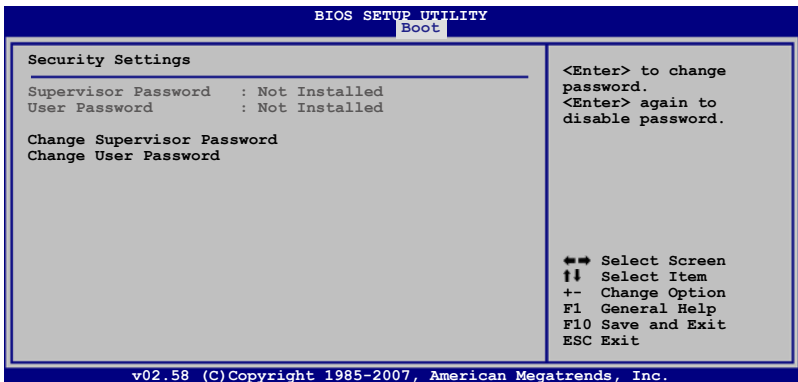 BIOS SETUP UTILITY
Boot
Security Settings
Supervisor Password : Not Installed
User Password : Not Installed
Change Supervisor Password
Change User Password
<Enter> to change
password.
<Enter> again to
disable password.
←→ Select Screen
↑↓ Select Item
+- Change Option
F1 General Help
F10 Save and Exit
ESC Exit
v02.58 (C)Copyright 1985-2007, American Megatrends, Inc.